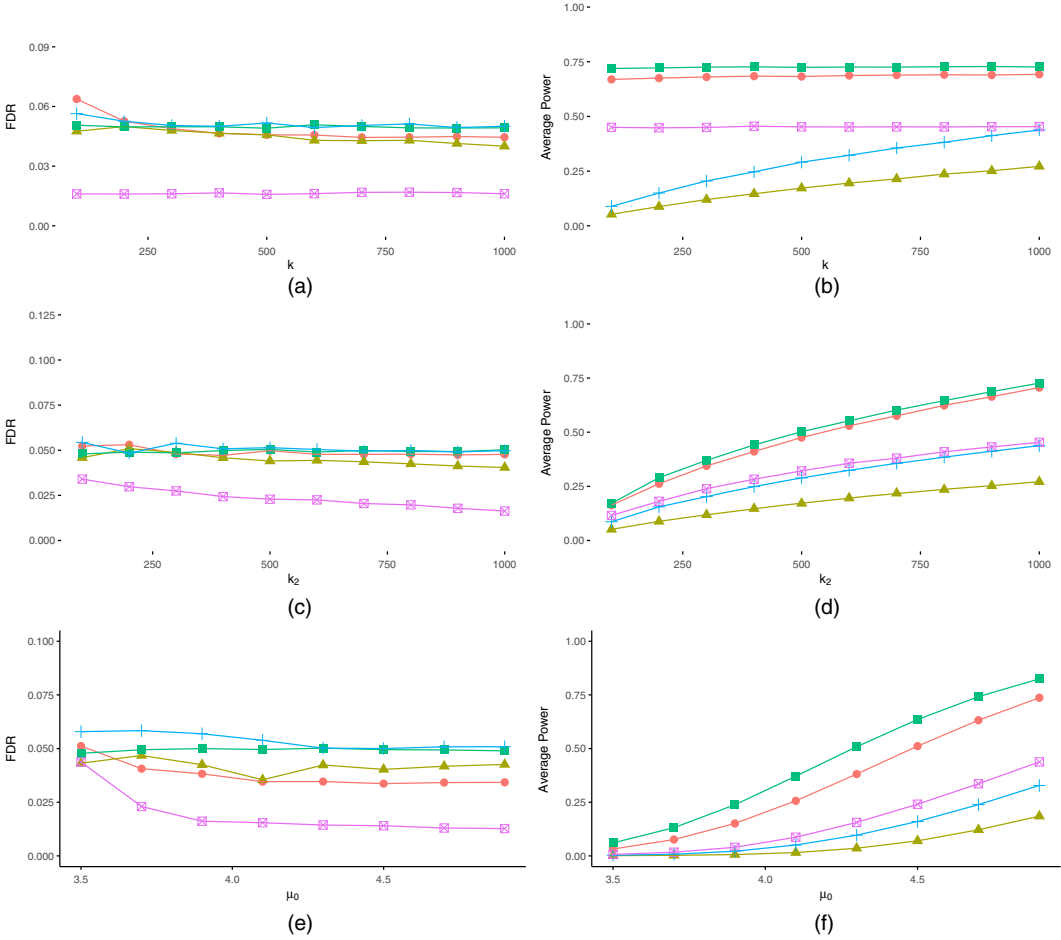 0.09
0.06
0.03
0.00
FDR
250
500
750
1000
k
(a)
1.00
0.75
0.50
0.25
0.00
Average Power
250
500
750
1000
k
(b)
0.125
0.100
0.075
0.050
0.025
0.000
FDR
250
500
750
1000
k₂
(c)
1.00
0.75
0.50
0.25
0.00
Average Power
250
500
750
1000
k₂
(d)
0.100
0.075
0.050
0.025
0.000
FDR
3.5
4.0
4.5
μ₀
(e)
1.00
0.75
0.50
0.25
0.00
Average Power
3.5
4.0
4.5
μ₀
(f)